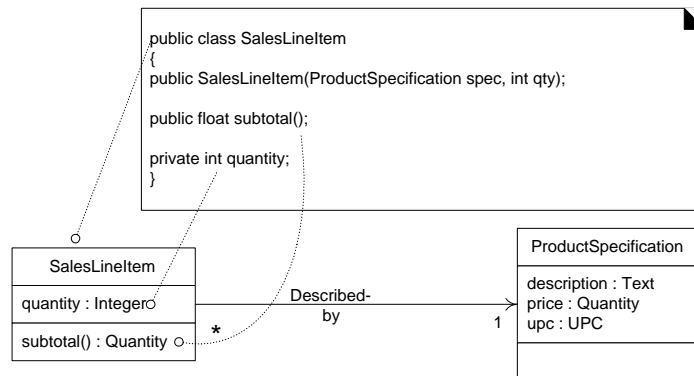 public class SalesLineItem
{
public SalesLineItem(ProductSpecification spec, int qty);
public float subtotal();
private int quantity;
}
SalesLineItem
quantity : Integer
subtotal() : Quantity
*
Described-
by
1
ProductSpecification
description : Text
price : Quantity
upc : UPC